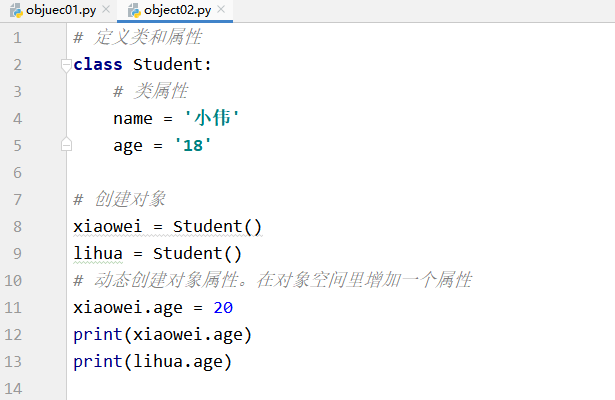 objuec01.py object02.py
1 # 定义类和属性
2 class Student:
3 # 类属性
4 name = '小伟'
5 age = '18'
6
7 # 创建对象
8 xiaowei = Student()
9 lihua = Student()
10 # 动态创建对象属性。在对象空间里增加一个属性
11 xiaowei.age = 20
12 print(xiaowei.age)
13 print(lihua.age)
14